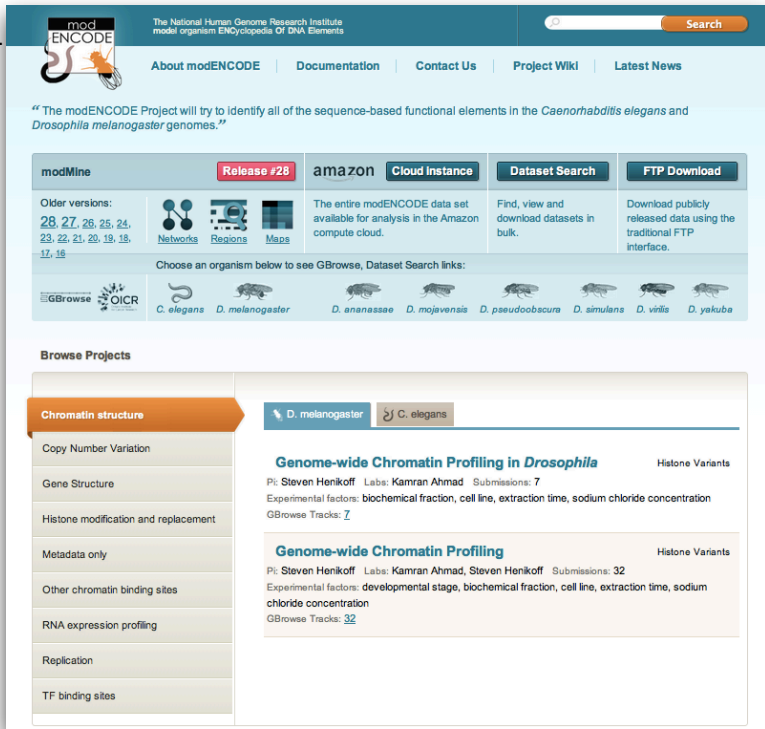 mod
ENCODE
The National Human Genome Research Institute
model organism ENCyclopedia Of DNA Elements
Search
About modENCODE
Documentation
Contact Us
Project Wiki
Latest News
“ The modENCODE Project will try to identify all of the sequence-based functional elements in the Caenorhabditis elegans and
Drosophila melanogaster genomes.”
modMine
Release #28
amazon
Cloud Instance
Dataset Search
FTP Download
Older versions:
28, 27, 26, 25, 24,
23, 22, 21, 20, 19, 18,
17, 16
Networks
Regions
Maps
The entire modENCODE data set
available for analysis in the Amazon
compute cloud.
Find, view and
download datasets in
bulk.
Download publicly
released data using the
traditional FTP
interface.
Choose an organism below to see GBrowse, Dataset Search links:
GBrowse
OICR
C. elegans
D. melanogaster
D. ananassae
D. mojavensis
D. pseudoobscura
D. simulans
D. virilis
D. yakuba
Browse Projects
Chromatin structure
Copy Number Variation
Gene Structure
Histone modification and replacement
Metadata only
Other chromatin binding sites
RNA expression profiling
Replication
TF binding sites
D. melanogaster
C. elegans
Genome-wide Chromatin Profiling in Drosophila
Histone Variants
Pi: Steven Henikoff Labs: Kamran Ahmad Submissions: 7
Experimental factors: biochemical fraction, cell line, extraction time, sodium chloride concentration
GBrowse Tracks: 7
Genome-wide Chromatin Profiling
Histone Variants
Pi: Steven Henikoff Labs: Kamran Ahmad, Steven Henikoff Submissions: 32
Experimental factors: developmental stage, biochemical fraction, cell line, extraction time, sodium
chloride concentration
GBrowse Tracks: 32